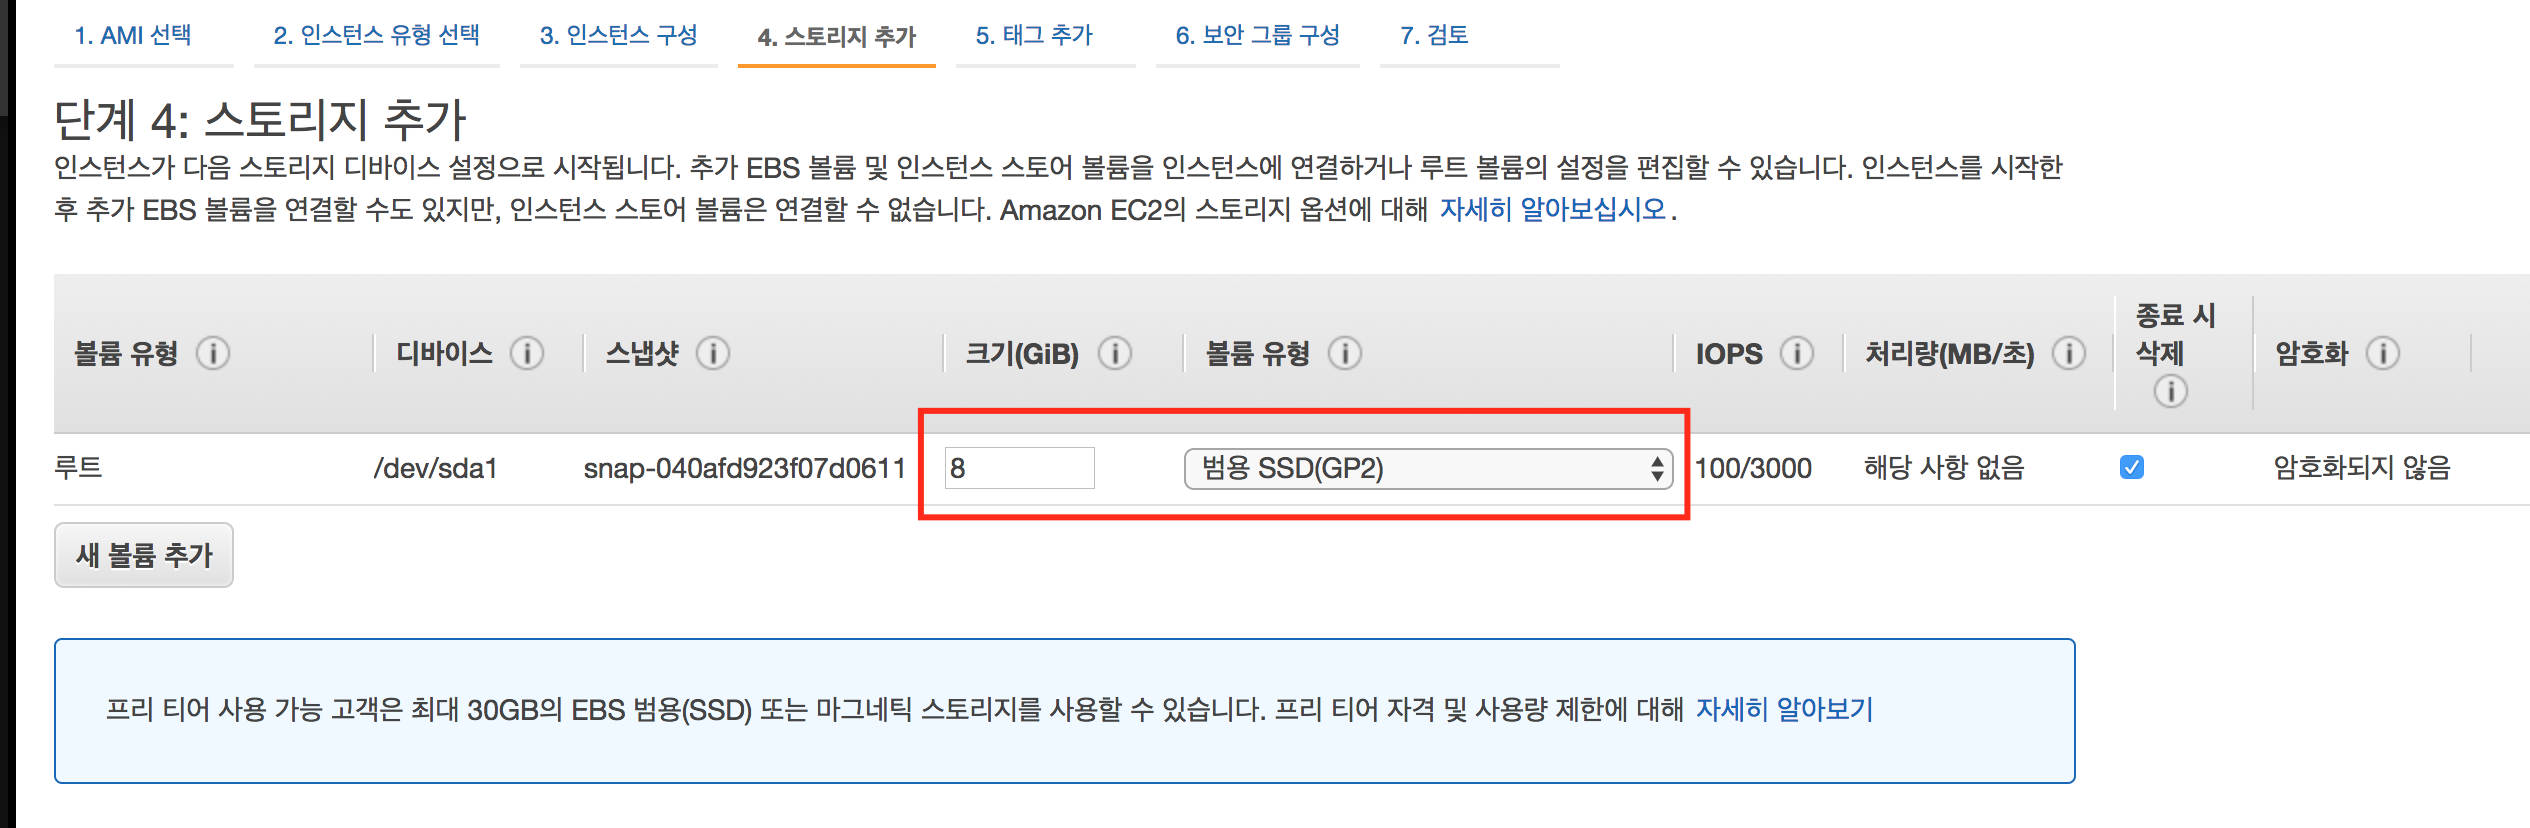 1. AMI 선택 2. 인스턴스 유형 선택 3. 인스턴스 구성 4. 스토리지 추가 5. 태그 추가 6. 보안 그룹 구성 7. 검토
단계 4: 스토리지 추가
인스턴스가 다음 스토리지 디바이스 설정으로 시작됩니다. 추가 EBS 볼륨 및 인스턴스 스토어 볼륨을 인스턴스에 연결하거나 루트 볼륨의 설정을 편집할 수 있습니다. 인스턴스를 시작한
후 추가 EBS 볼륨을 연결할 수도 있지만, 인스턴스 스토어 볼륨은 연결할 수 없습니다. Amazon EC2의 스토리지 옵션에 대해 자세히 알아보십시오.
볼륨 유형 디바이스 스냅샷 크기(GiB) 볼륨 유형 IOPS 처리량(MB/초) 종료 시 삭제 암호화
루트 /dev/sda1 snap-040afd923f07d0611 8 범용 SSD(GP2) 100/3000 해당 사항 없음 암호화되지 않음
새 볼륨 추가
프리 티어 사용 가능 고객은 최대 30GB의 EBS 범용(SSD) 또는 마그네틱 스토리지를 사용할 수 있습니다. 프리 티어 자격 및 사용량 제한에 대해 자세히 알아보기